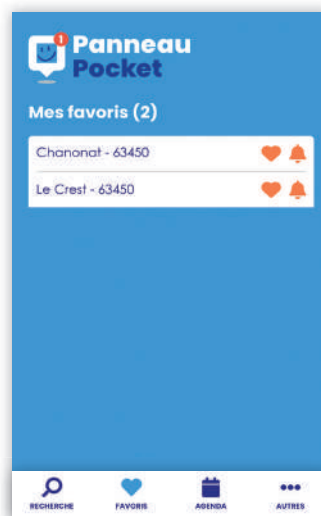 1
Panneau
Pocket
Mes favoris (2)
Chanonat - 63450
Le Crest - 63450
RECHERCHE
FAVORIS
AGENDA
AUTRES